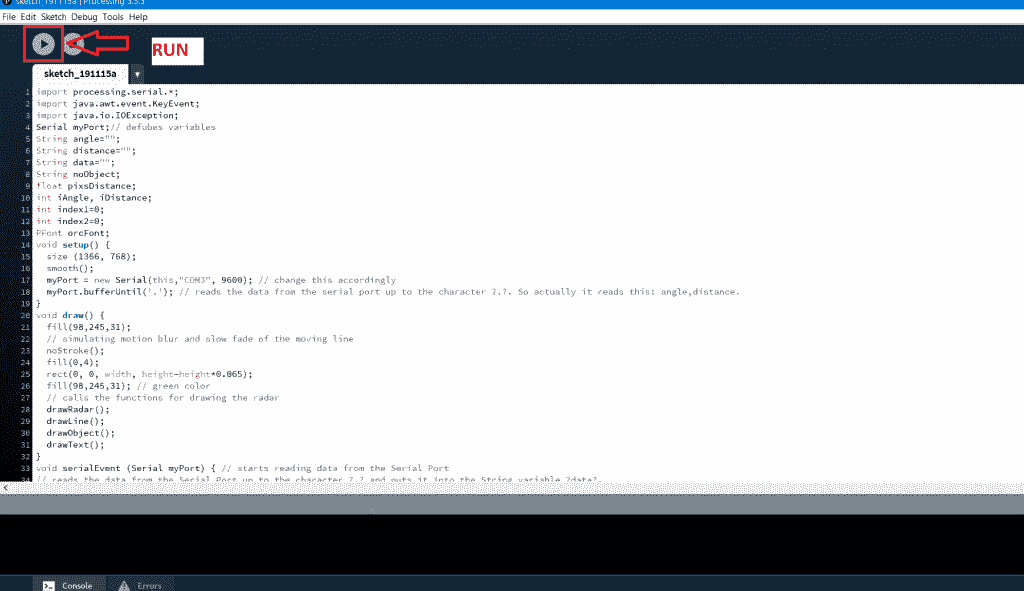 sketch_191115a | Processing 3.3.3
File Edit Sketch Debug Tools Help
RUN
sketch_191115a
1 import processing.serial.*;
2 import java.awt.event.KeyEvent;
3 import java.io.IOException;
4 Serial myPort;// defubes variables
5 String angle="";
6 String distance="";
7 String data="";
8 String noObject;
9 float pixsDistance;
10 int iAngle, iDistance;
11 int index1=0;
12 int index2=0;
13 PFont orcFont;
14 void setup() {
15 size (1366, 768);
16 smooth();
17 myPort = new Serial(this,"COM3", 9600); // change this accordingly
18 myPort.bufferUntil('.'); // reads the data from the serial port up to the character ?.?. So actually it reads this: angle,distance.
19 }
20 void draw() {
21 fill(98,245,31);
22 // simulating motion blur and slow fade of the moving line
23 noStroke();
24 fill(0,4);
25 rect(0, 0, width, height-height*0.065);
26 fill(98,245,31); // green color
27 // calls the functions for drawing the radar
28 drawRadar();
29 drawLine();
30 drawObject();
31 drawText();
32 }
33 void serialEvent (Serial myPort) { // starts reading data from the Serial Port
34 // reads the data from the Serial Port up to the character ?.? and puts it into the String variable ?data?.
Console Errors